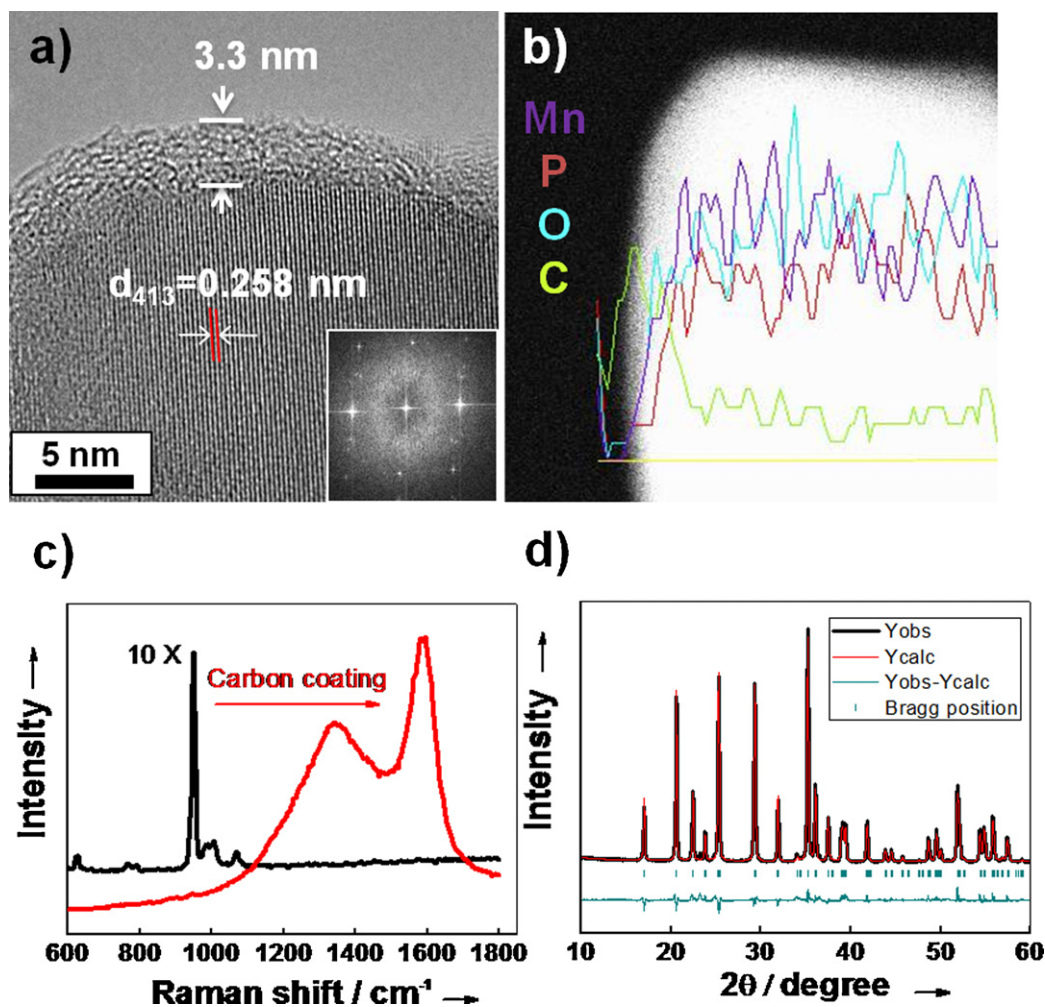 a)
3.3 nm
d₄₁₃=0.258 nm
5 nm
b)
Mn
P
O
C
c)
10 X
Carbon coating
Intensity
600 800 1000 1200 1400 1600 1800
Raman shift / cm⁻¹
d)
Yobs
Ycalc
Yobs-Ycalc
Bragg position
Intensity
10 20 30 40 50 60
2θ / degree